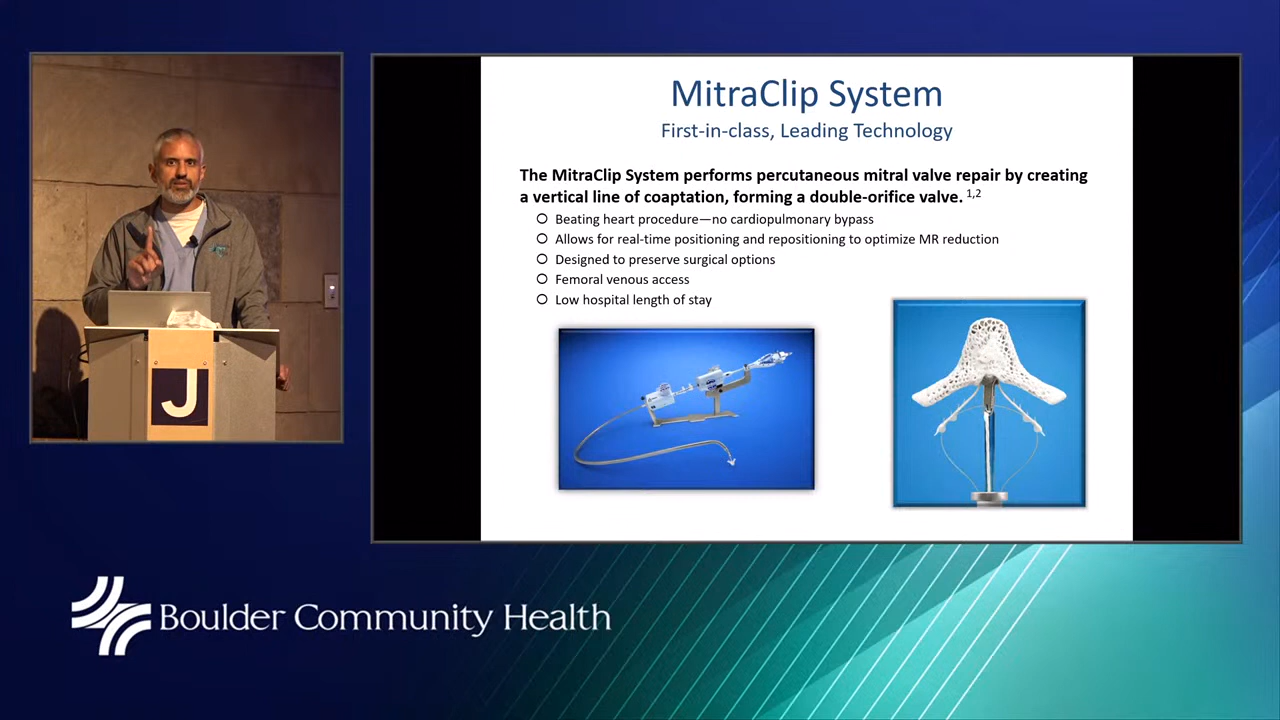 MitraClip System
First-in-class, Leading Technology
The MitraClip System performs percutaneous mitral valve repair by creating
a vertical line of coaptation, forming a double-orifice valve. 1,2
Beating heart procedure—no cardiopulmonary bypass
Allows for real-time positioning and repositioning to optimize MR reduction
Designed to preserve surgical options
Femoral venous access
Low hospital length of stay
J
Boulder Community Health